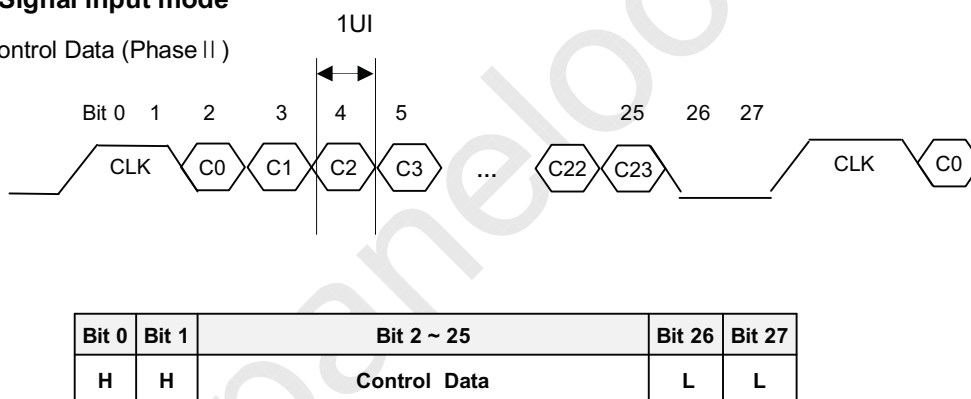 Signal input mode
1UI
ontrol Data (Phase II)
Bit 0 1 2 3 4 5 25 26 27
CLK C0 C1 C2 C3 ... C22 C23 CLK C0
Bit 0 Bit 1 Bit 2 ~ 25 Bit 26 Bit 27
H H Control Data L L